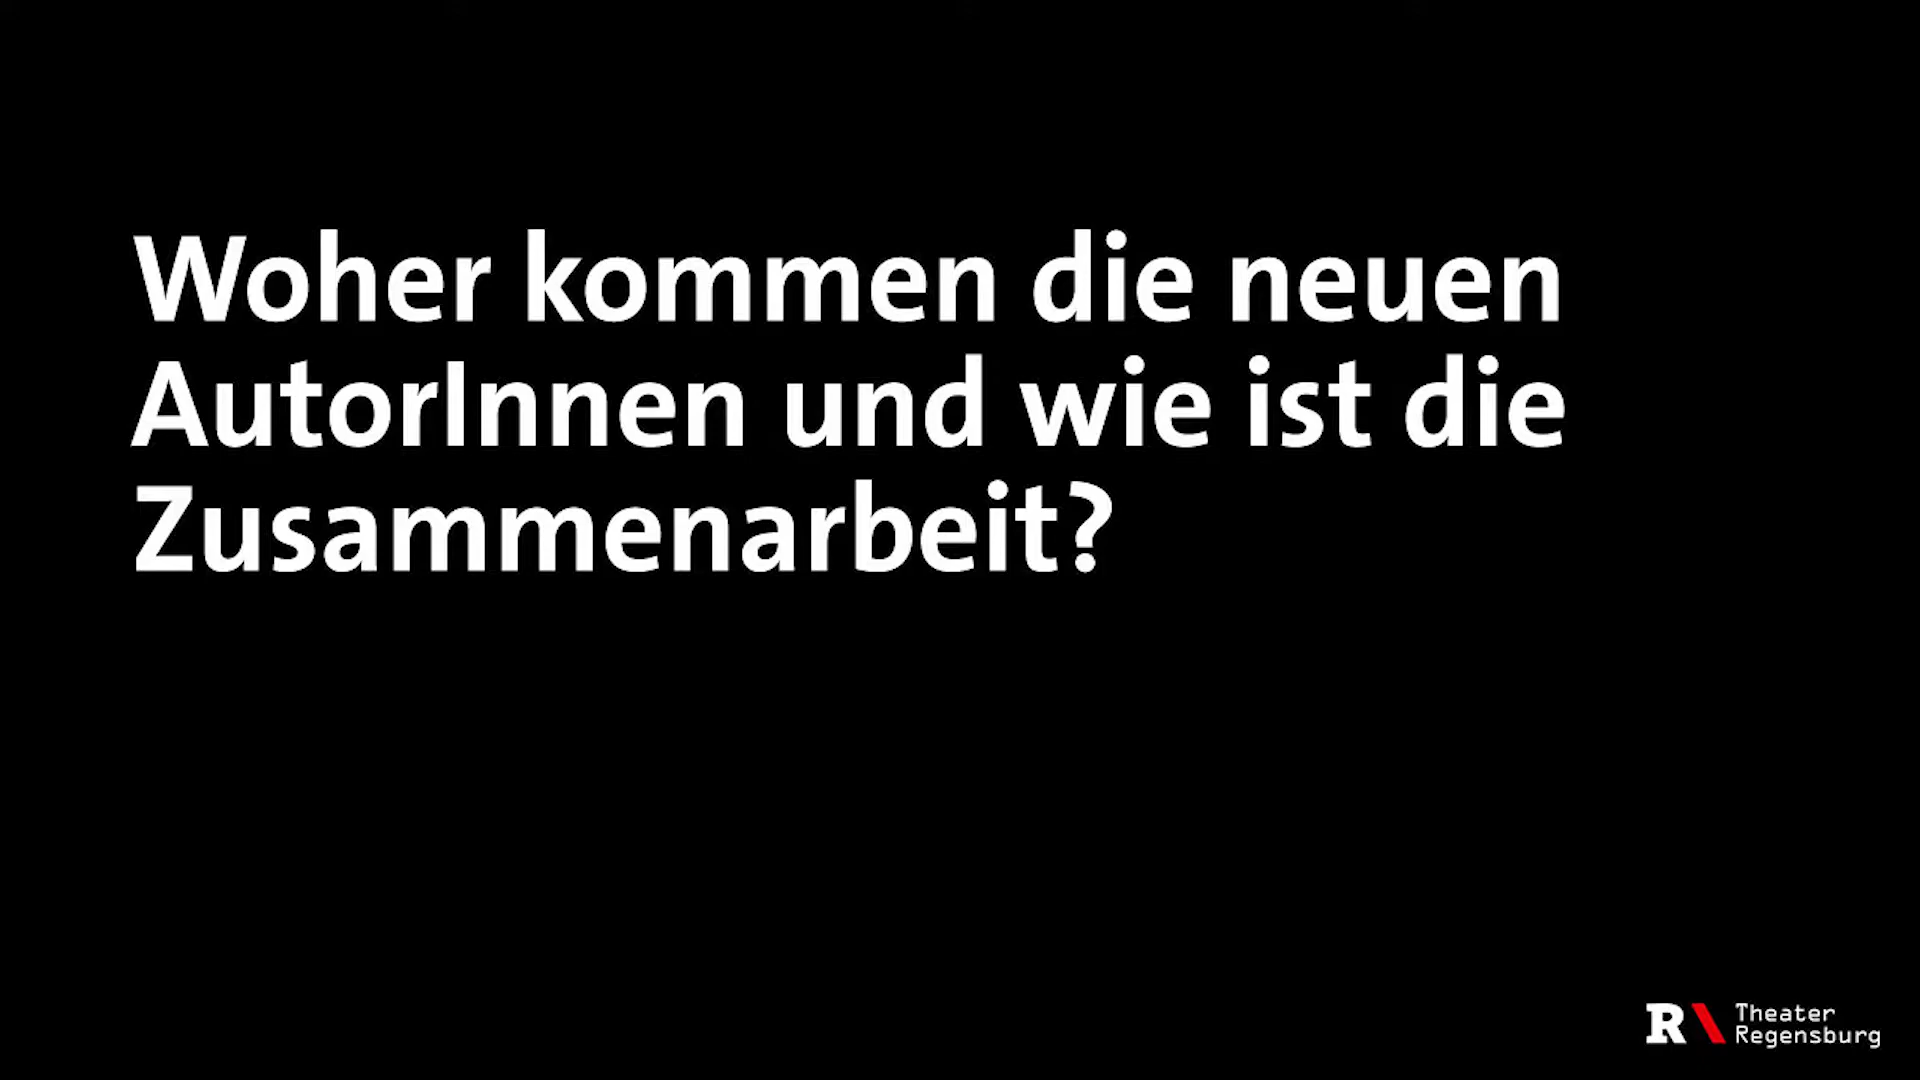 Woher kommen die neuen
AutorInnen und wie ist die
Zusammenarbeit?
R\ Theater
Regensburg